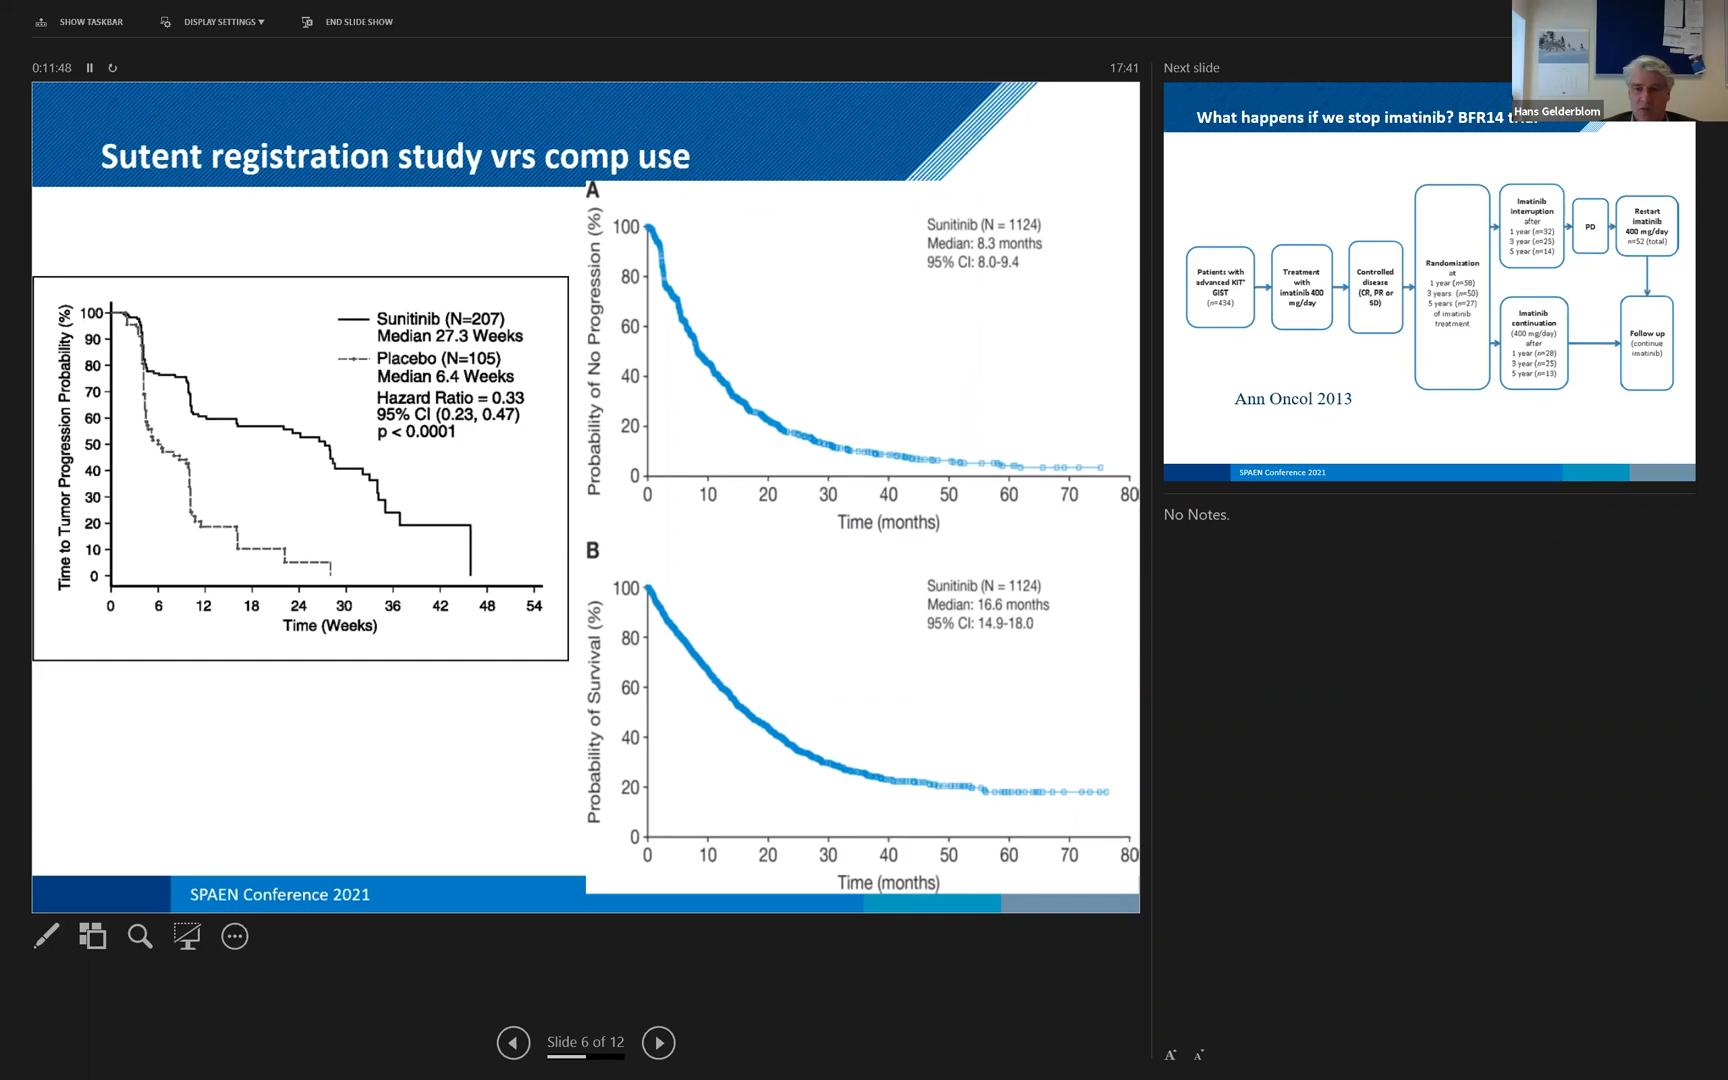 SHOW TASKBAR
DISPLAY SETTINGS ▾
END SLIDE SHOW
0:11:48
17:41
Sutent registration study vrs comp use
Time to Tumor Progression Probability (%)
100
90
80
70
60
50
40
30
20
10
0
0 6 12 18 24 30 36 42 48 54
Time (Weeks)
Sunitinib (N=207)
Median 27.3 Weeks
Placebo (N=105)
Median 6.4 Weeks
Hazard Ratio = 0.33
95% CI (0.23, 0.47)
p < 0.0001
A
Probability of No Progression (%)
100
80
60
40
20
0
0 10 20 30 40 50 60 70 80
Time (months)
Sunitinib (N = 1124)
Median: 8.3 months
95% CI: 8.0-9.4
B
Probability of Survival (%)
100
80
60
40
20
0
0 10 20 30 40 50 60 70 80
Time (months)
Sunitinib (N = 1124)
Median: 16.6 months
95% CI: 14.9-18.0
SPAEN Conference 2021
Slide 6 of 12
Next slide
Hans Gelderblom
What happens if we stop imatinib? BFR14
Patients with
advanced KIT+
GIST
(n=434)
Treatment
with
imatinib 400
mg/day
Controlled
disease
(CR, PR or
SD)
Randomization
at
1 year (n=58)
3 years (n=50)
5 years (n=27)
of imatinib
treatment
Imatinib
interruption
after
1 year (n=32)
3 year (n=25)
5 year (n=14)
PD
Restart
imatinib
400 mg/day
n=52 (total)
Imatinib
continuation
(400 mg/day)
after
1 year (n=28)
3 year (n=25)
5 year (n=13)
Follow up
(continue
imatinib)
Ann Oncol 2013
SPAEN Conference 2021
No Notes.
A A